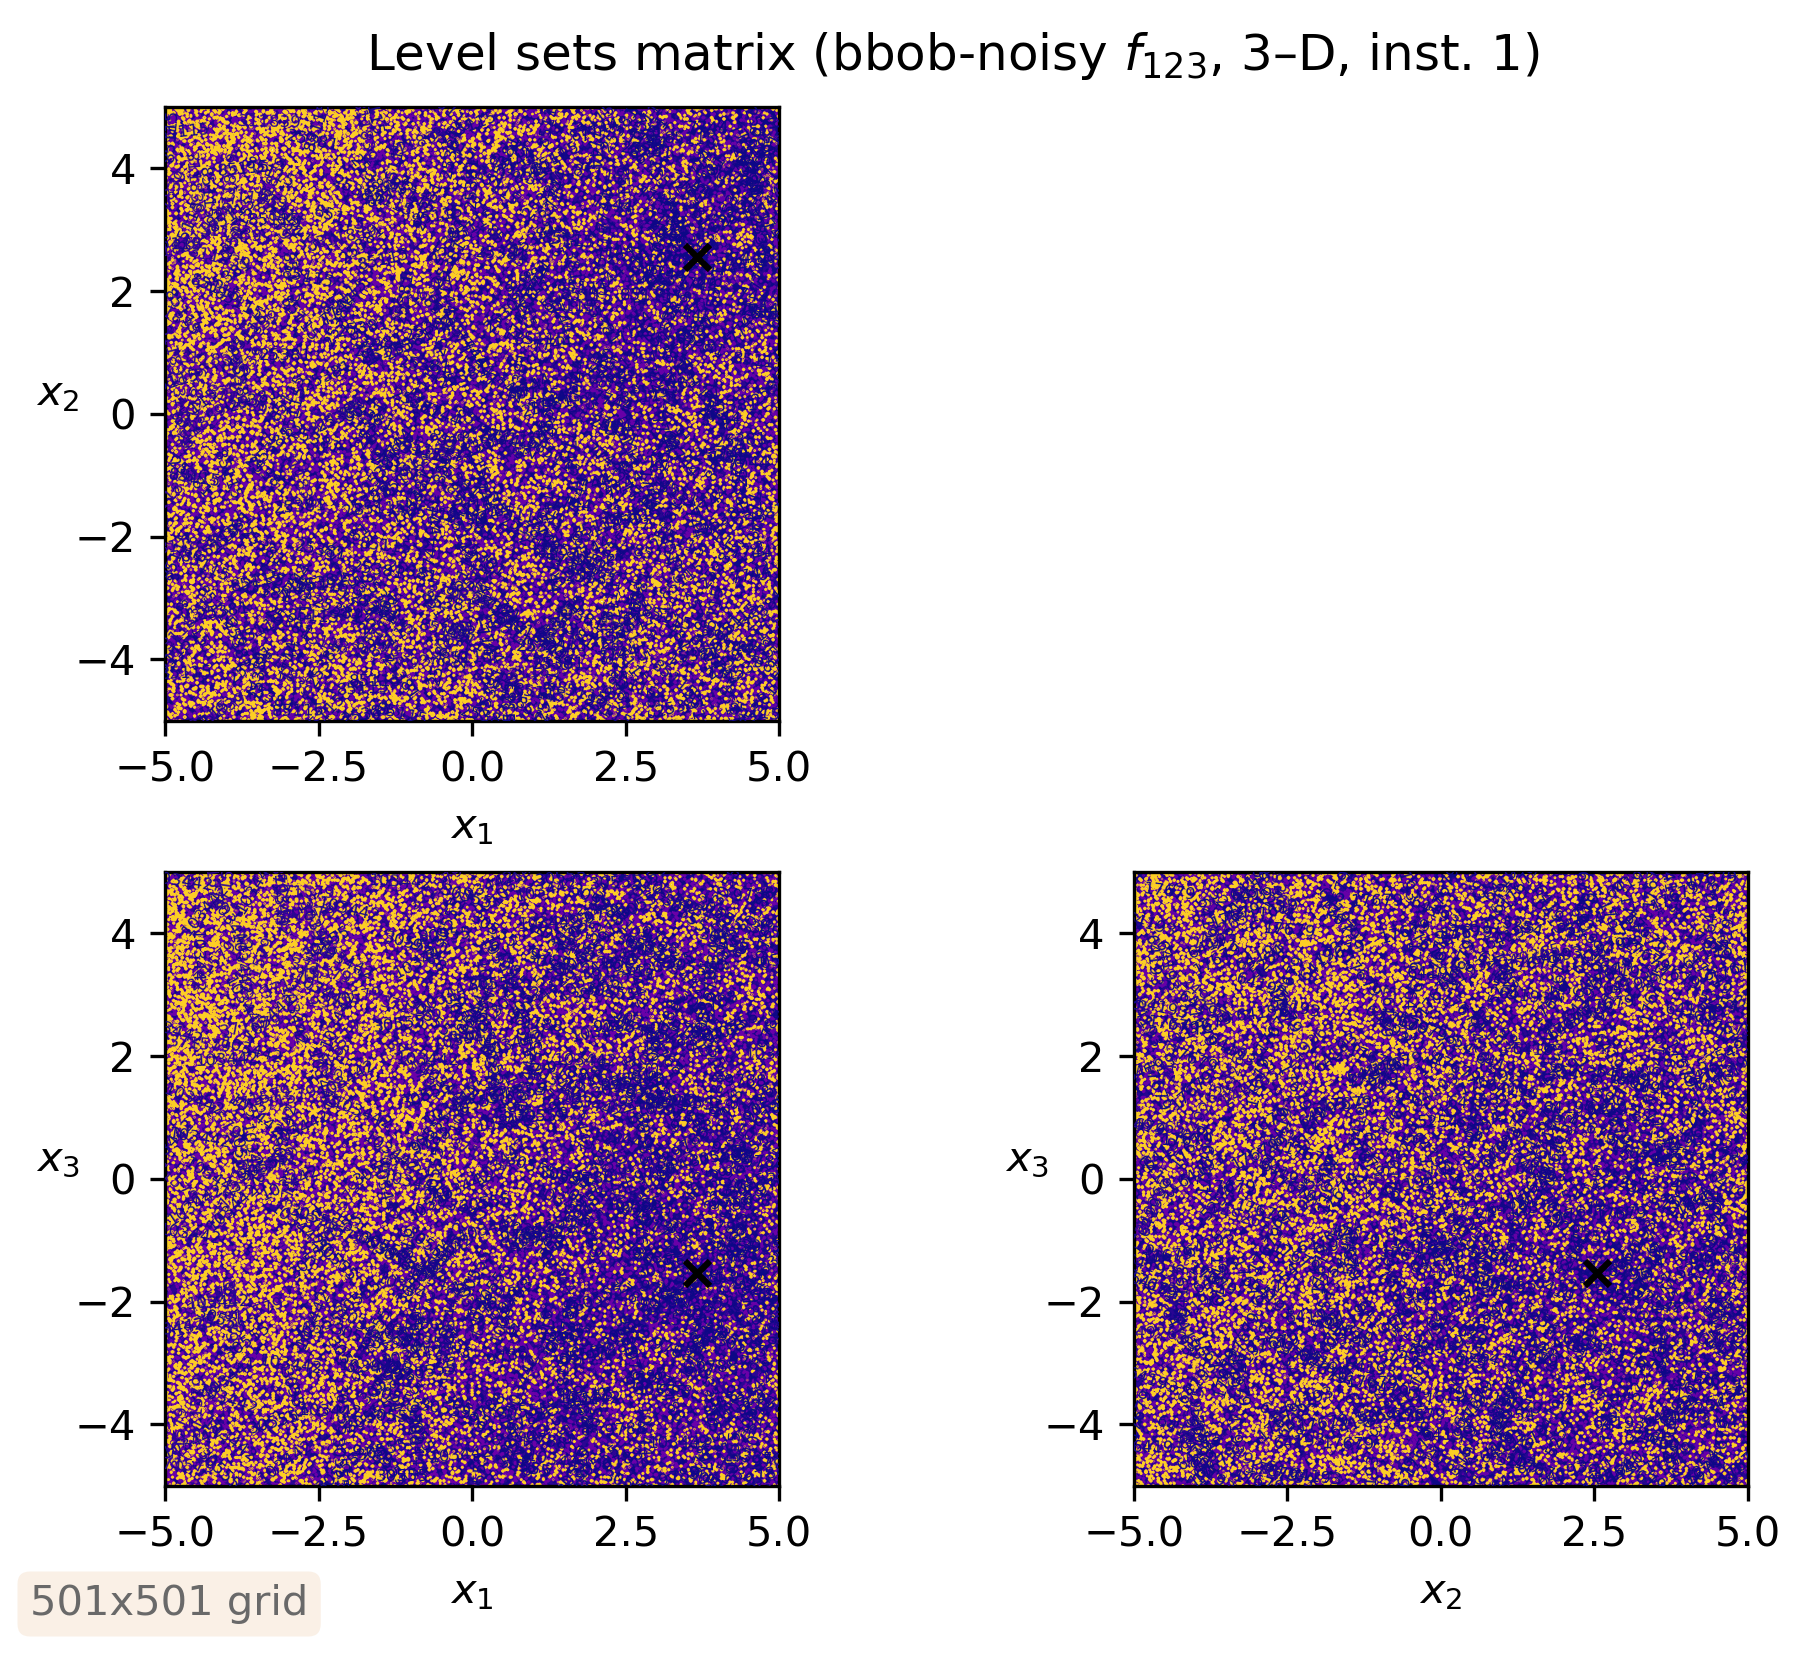 Level sets matrix (bbob-noisy f₁₂₃, 3–D, inst. 1)
4
2
x₂ 0
−2
−4
−5.0 −2.5 0.0 2.5 5.0
x₁
4 4
2 2
x₃ 0 x₃ 0
−2 −2
−4 −4
−5.0 −2.5 0.0 2.5 5.0 −5.0 −2.5 0.0 2.5 5.0
501x501 grid x₁ x₂